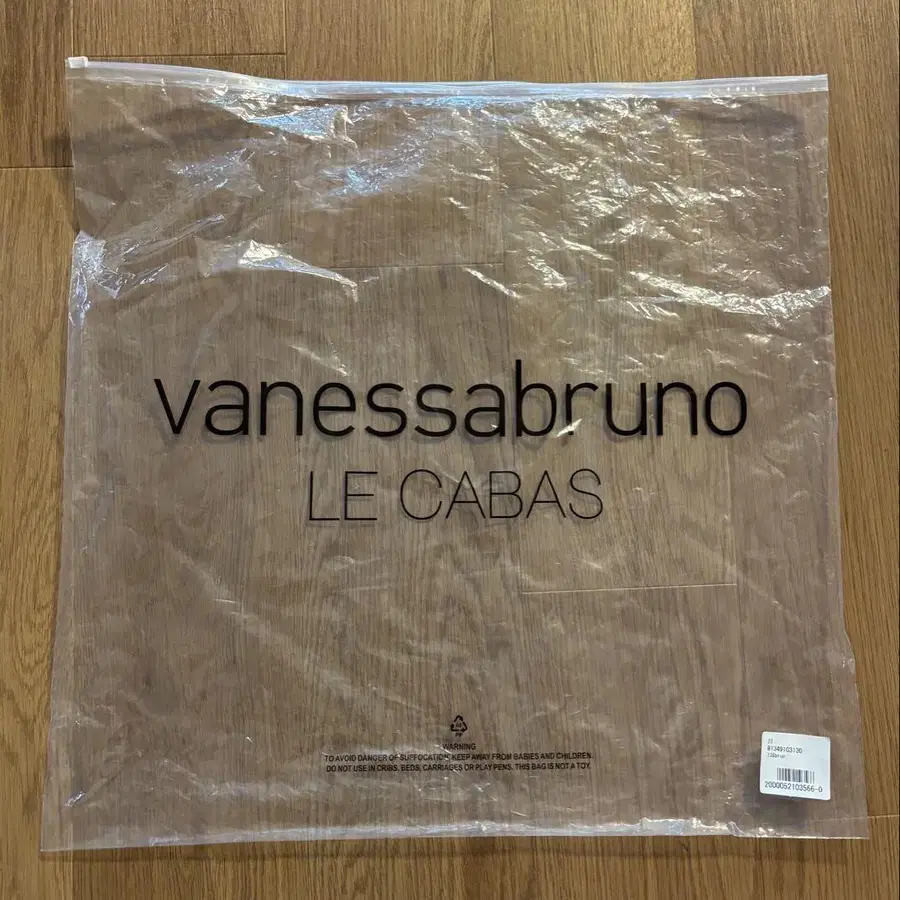 vanessabruno
LE CABAS
WARNING
TO AVOID DANGER OF SUFFOCATION, KEEP AWAY FROM BABIES AND CHILDREN.
DO NOT USE IN CRIBS, BEDS, CARRIAGES OR PLAY PENS. THIS BAG IS NOT A TOY.
81349103130
2000052103566-0